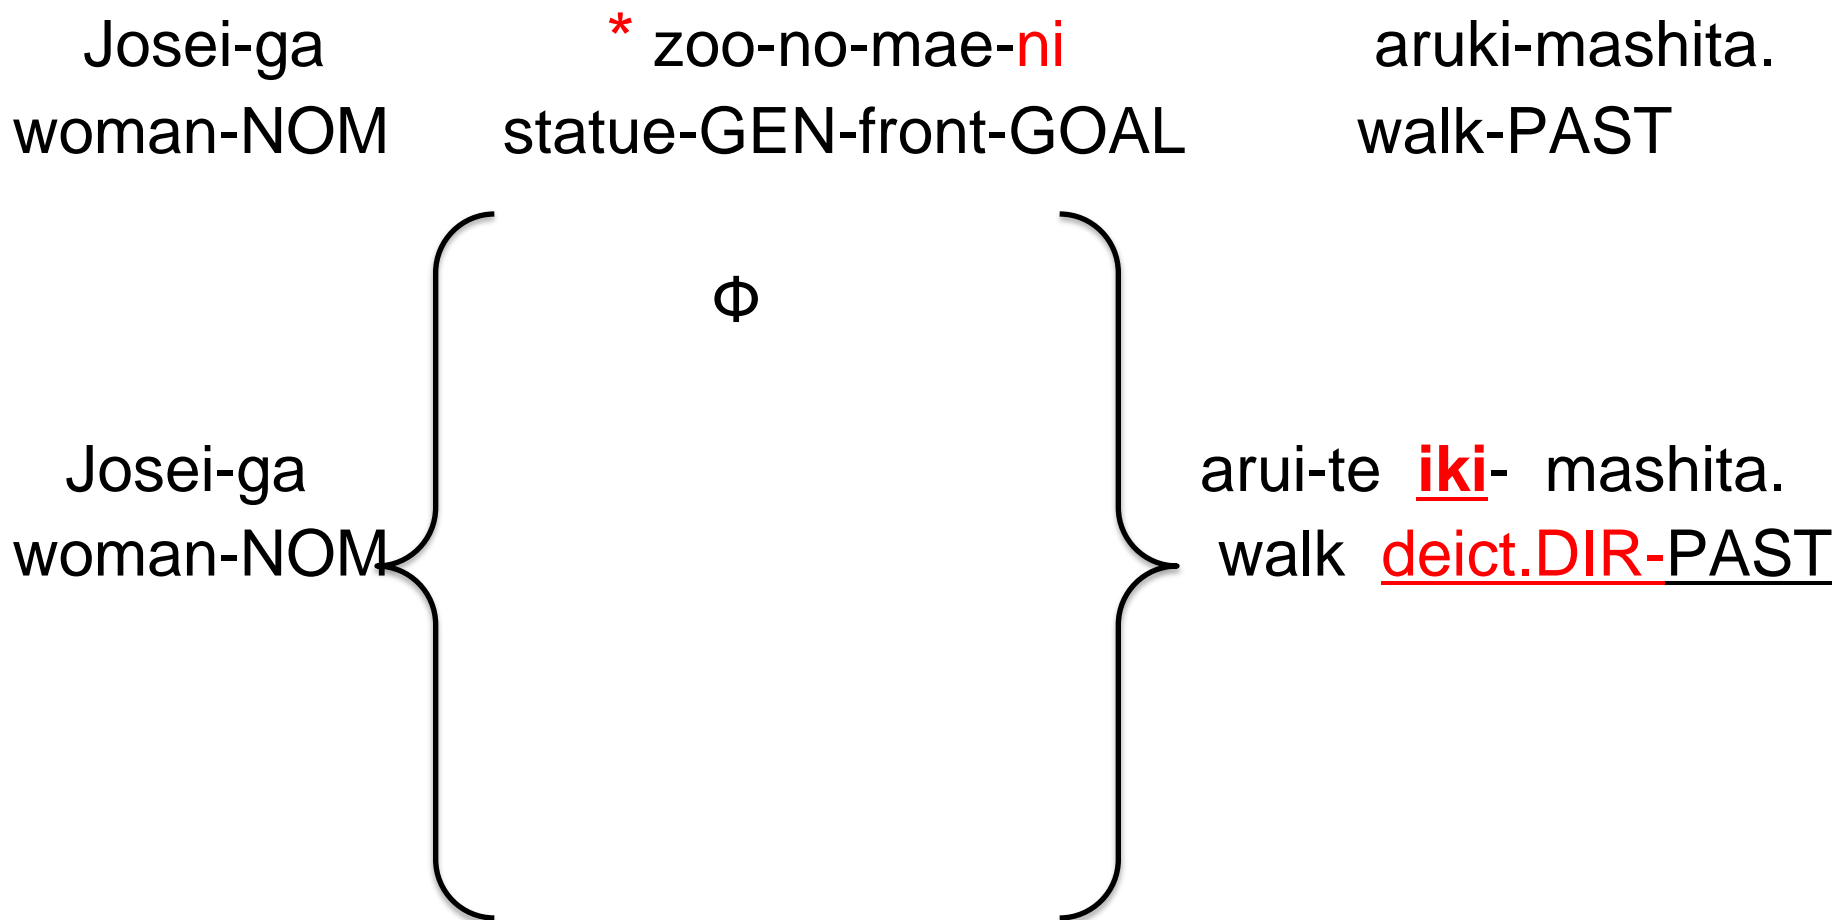 Josei-ga * zoo-no-mae-ni aruki-mashita.
woman-NOM statue-GEN-front-GOAL walk-PAST
Φ
Josei-ga arui-te iki- mashita.
woman-NOM walk deict.DIR-PAST